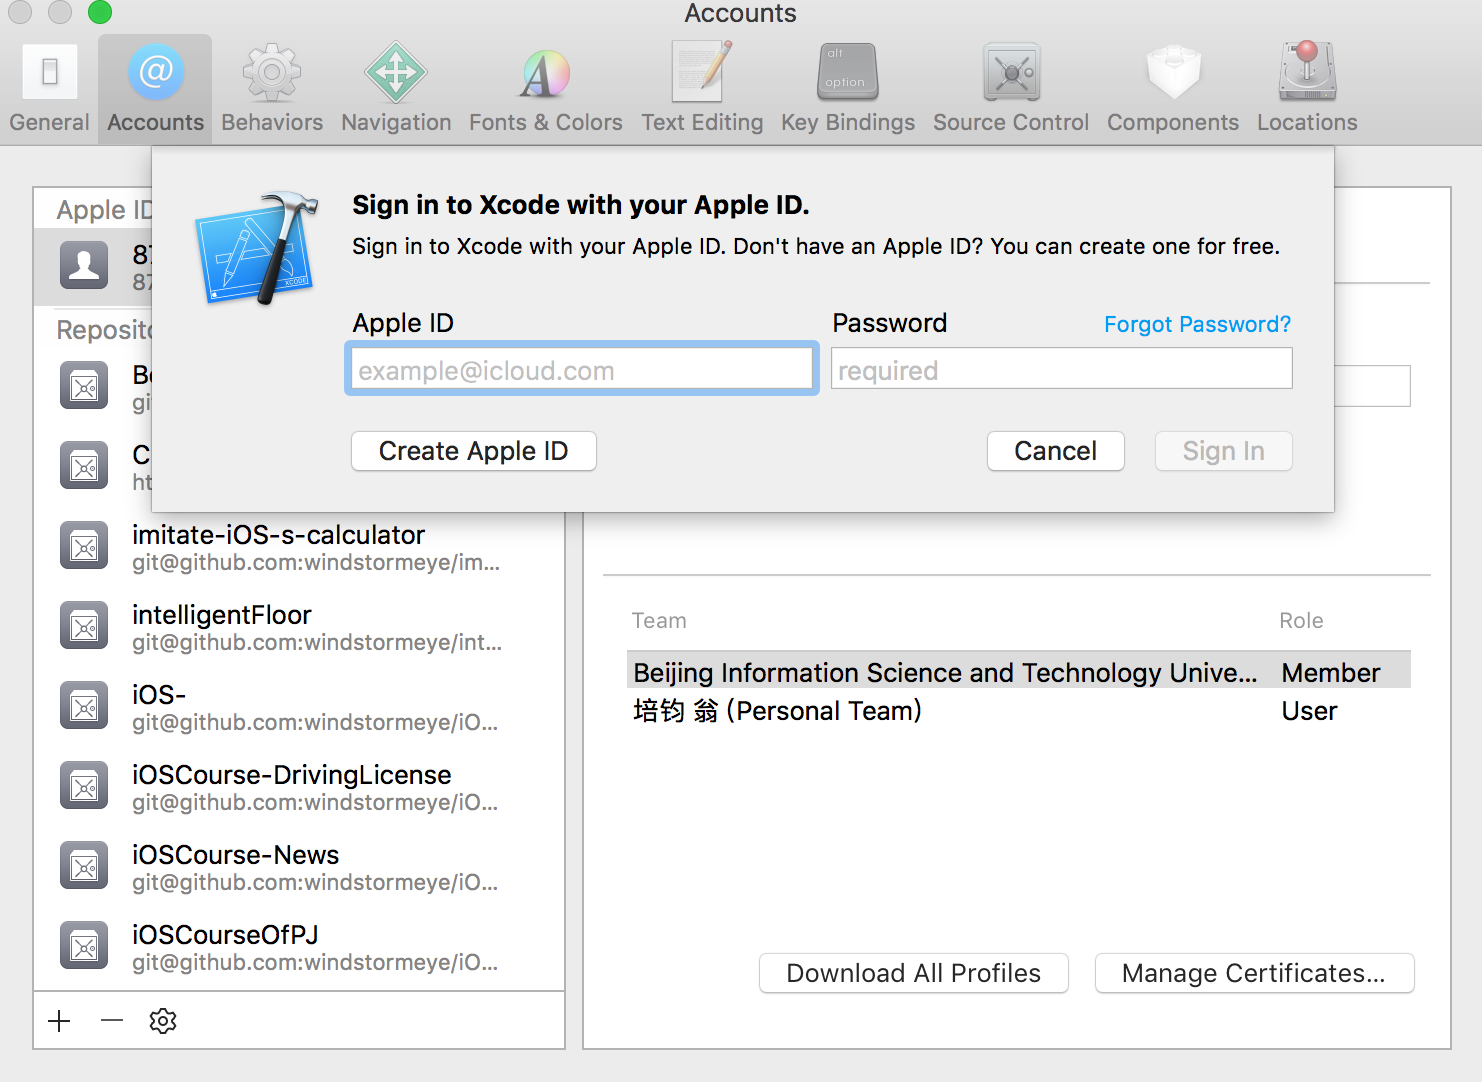 Accounts
alt
option
General
Accounts
Behaviors
Navigation
Fonts & Colors
Text Editing
Key Bindings
Source Control
Components
Locations
Sign in to Xcode with your Apple ID.
Sign in to Xcode with your Apple ID. Don't have an Apple ID? You can create one for free.
XCODE
Apple ID
Password
Forgot Password?
example@icloud.com
required
Create Apple ID
Cancel
Sign In
Apple ID
87
87
Reposito
Be
git
C
ht
imitate-iOS-s-calculator
git@github.com:windstormeye/im...
intelligentFloor
git@github.com:windstormeye/int...
iOS-
git@github.com:windstormeye/iO...
iOSCourse-DrivingLicense
git@github.com:windstormeye/iO...
iOSCourse-News
git@github.com:windstormeye/iO...
iOSCourseOfPJ
git@github.com:windstormeye/iO...
Team
Role
Beijing Information Science and Technology Unive...
Member
培钧 翁 (Personal Team)
User
Download All Profiles
Manage Certificates...